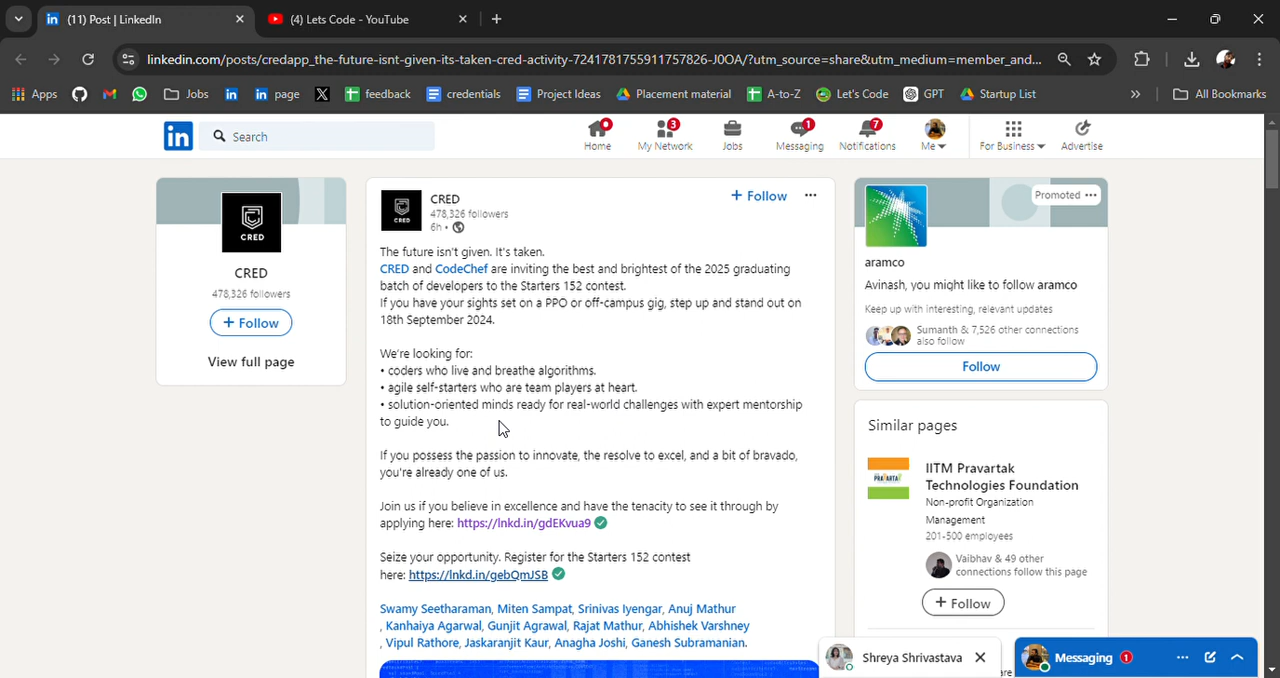 (11) Post | LinkedIn
(4) Lets Code - YouTube
linkedin.com/posts/credapp_the-future-isnt-given-its-taken-cred-activity-7241781755911757826-J0OA/?utm_source=share&utm_medium=member_and...
Apps
Jobs
page
feedback
credentials
Project Ideas
Placement material
A-to-Z
Let's Code
GPT
Startup List
»
All Bookmarks
in
Search
Home
3
My Network
Jobs
1
Messaging
7
Notifications
Me
For Business
Advertise
CRED
CRED
478,326 followers
+ Follow
View full page
CRED
CRED
478,326 followers
6h •
+ Follow
The future isn't given. It's taken.
CRED and CodeChef are inviting the best and brightest of the 2025 graduating
batch of developers to the Starters 152 contest.
If you have your sights set on a PPO or off-campus gig, step up and stand out on
18th September 2024.
We're looking for:
• coders who live and breathe algorithms.
• agile self-starters who are team players at heart.
• solution-oriented minds ready for real-world challenges with expert mentorship
to guide you.
If you possess the passion to innovate, the resolve to excel, and a bit of bravado,
you're already one of us.
Join us if you believe in excellence and have the tenacity to see it through by
applying here: https://lnkd.in/gdEKvua9
Seize your opportunity. Register for the Starters 152 contest
here: https://lnkd.in/gebQmJSB
Swamy Seetharaman, Miten Sampat, Srinivas Iyengar, Anuj Mathur
, Kanhaiya Agarwal, Gunjit Agrawal, Rajat Mathur, Abhishek Varshney
, Vipul Rathore, Jaskaranjit Kaur, Anagha Joshi, Ganesh Subramanian.
Promoted
aramco
Avinash, you might like to follow aramco
Keep up with interesting, relevant updates
Sumanth & 7,526 other connections
also follow
Follow
Similar pages
PRAVARTAK
IITM Pravartak
Technologies Foundation
Non-profit Organization
Management
201-500 employees
Vaibhav & 49 other
connections follow this page
+ Follow
Shreya Shrivastava
Messaging 1